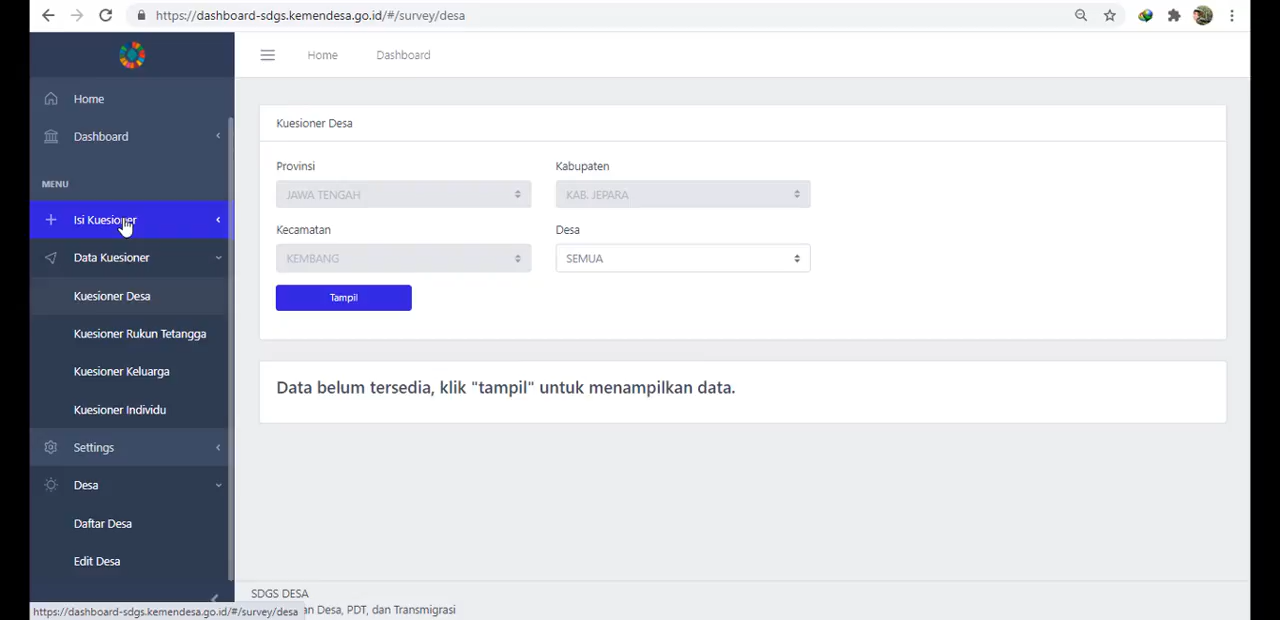 https://dashboard-sdgs.kemendesa.go.id/#/survey/desa
Home
Dashboard
Home
Dashboard
MENU
Isi Kuesioner
Data Kuesioner
Kuesioner Desa
Kuesioner Rukun Tetangga
Kuesioner Keluarga
Kuesioner Individu
Settings
Desa
Daftar Desa
Edit Desa
Kuesioner Desa
Provinsi
Kabupaten
JAWA TENGAH
KAB. JEPARA
Kecamatan
Desa
KEMBANG
SEMUA
Tampil
Data belum tersedia, klik "tampil" untuk menampilkan data.
SDGS DESA
an Desa, PDT, dan Transmigrasi
https://dashboard-sdgs.kemendesa.go.id/#/survey/desa